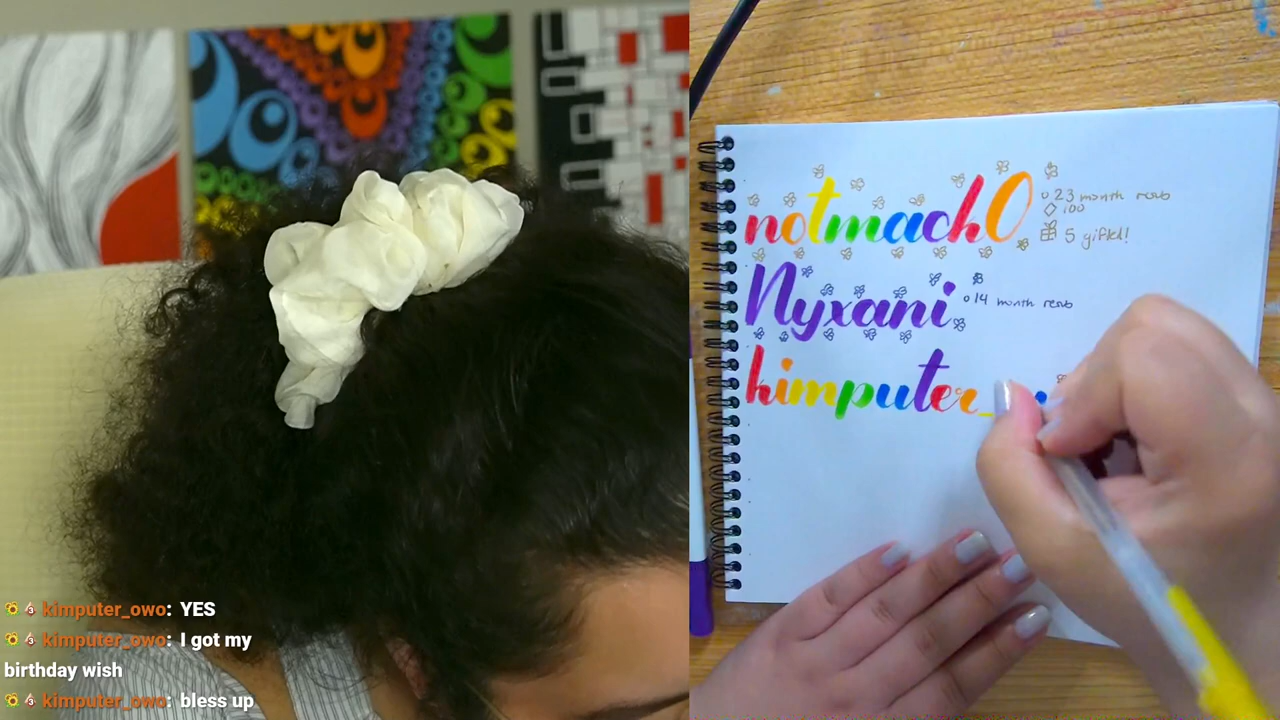 notmachO
23 month resub
100
5 gifted!
Nyxani
14 month resub
kimputer_
kimputer_owo: YES
kimputer_owo: I got my
birthday wish
kimputer_owo: bless up